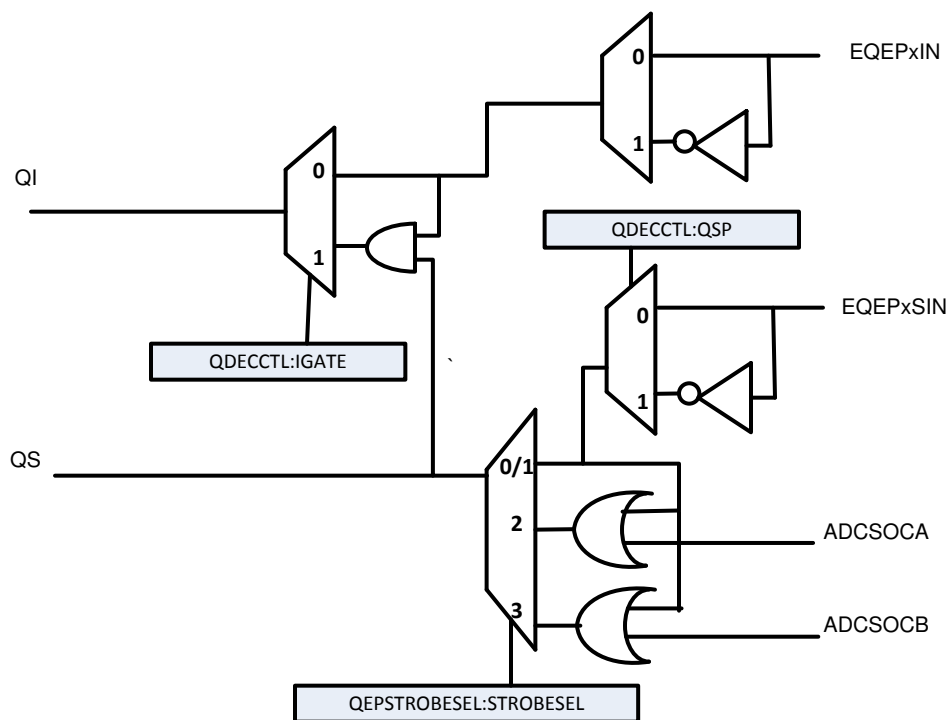 EQEPxIN
0
1
QI
0
1
QDECCTL:QSP
EQEPxSIN
0
1
QDECCTL:IGATE
`
QS
0/1
2
ADCSOCA
3
ADCSOCB
QEPSTROBESEL:STROBESEL